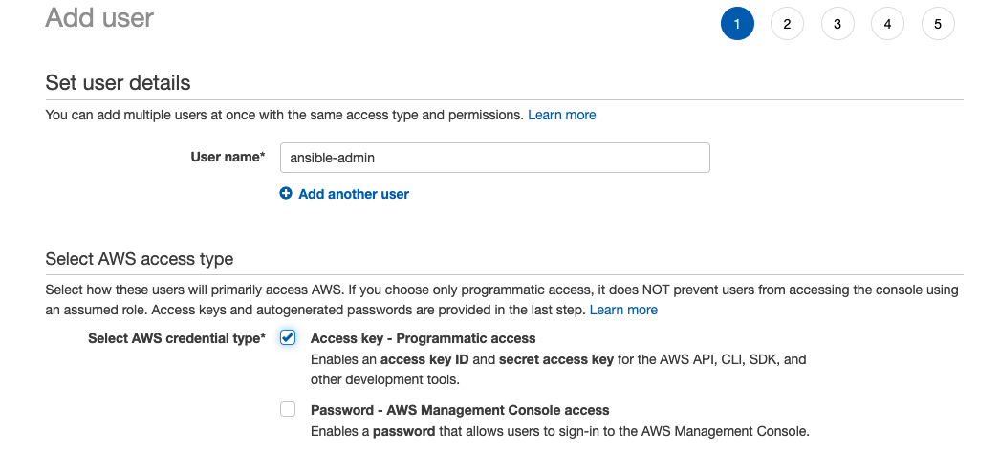 Add user
1 2 3 4 5
Set user details
You can add multiple users at once with the same access type and permissions. Learn more
User name* ansible-admin
Add another user
Select AWS access type
Select how these users will primarily access AWS. If you choose only programmatic access, it does NOT prevent users from accessing the console using
an assumed role. Access keys and autogenerated passwords are provided in the last step. Learn more
Select AWS credential type* Access key - Programmatic access
Enables an access key ID and secret access key for the AWS API, CLI, SDK, and
other development tools.
Password - AWS Management Console access
Enables a password that allows users to sign-in to the AWS Management Console.